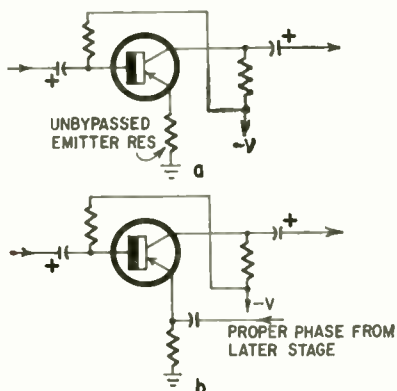 +
+
UNBYPASSED
EMITTER RES
-V
a
+
+
-V
PROPER PHASE FROM
LATER STAGE
b